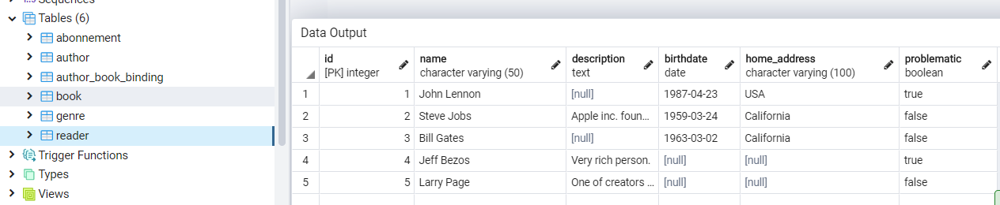 Sequences
Tables (6)
abonnement
author
author_book_binding
book
genre
reader
Trigger Functions
Types
Views
Data Output
id name description birthdate home_address problematic
[PK] integer character varying (50) text date character varying (100) boolean
1 1 John Lennon [null] 1987-04-23 USA true
2 2 Steve Jobs Apple inc. foun... 1959-03-24 California false
3 3 Bill Gates [null] 1963-03-02 California false
4 4 Jeff Bezos Very rich person. [null] [null] true
5 5 Larry Page One of creators ... [null] [null] false